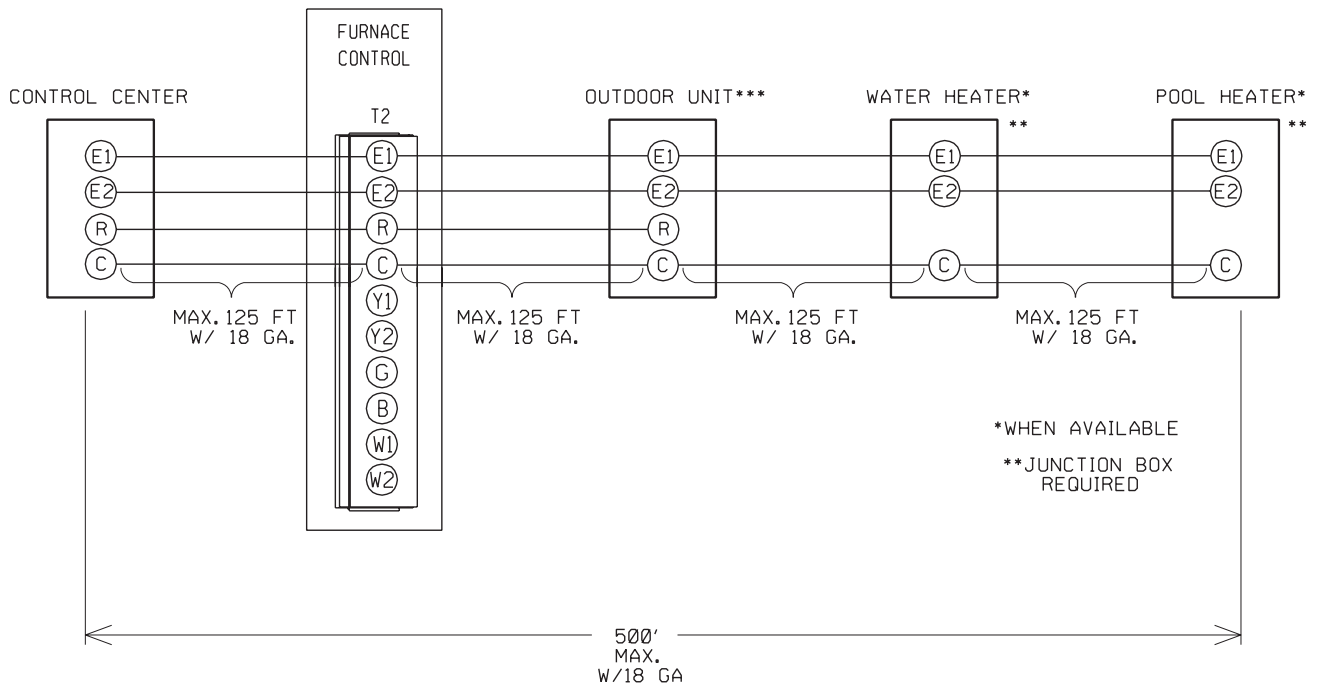 FURNACE
CONTROL
CONTROL CENTER
T2
OUTDOOR UNIT***
WATER HEATER*
**
POOL HEATER*
**
E1 E1 E1 E1 E1
E2 E2 E2 E2 E2
R R R
C C C C C
Y1
Y2
G
B
W1
W2
MAX. 125 FT
W/ 18 GA.
MAX. 125 FT
W/ 18 GA.
MAX. 125 FT
W/ 18 GA.
MAX. 125 FT
W/ 18 GA.
*WHEN AVAILABLE
**JUNCTION BOX
REQUIRED
500'
MAX.
W/18 GA